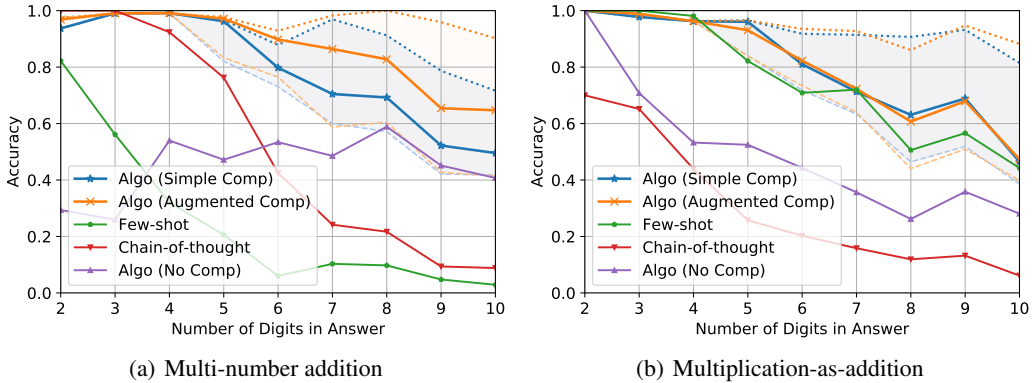 1.0
0.8
0.6
0.4
0.2
0.0
Accuracy
Algo (Simple Comp)
Algo (Augmented Comp)
Few-shot
Chain-of-thought
Algo (No Comp)
2 3 4 5 6 7 8 9 10
Number of Digits in Answer
(a) Multi-number addition
1.0
0.8
0.6
0.4
0.2
0.0
Accuracy
Algo (Simple Comp)
Algo (Augmented Comp)
Few-shot
Chain-of-thought
Algo (No Comp)
2 3 4 5 6 7 8 9 10
Number of Digits in Answer
(b) Multiplication-as-addition